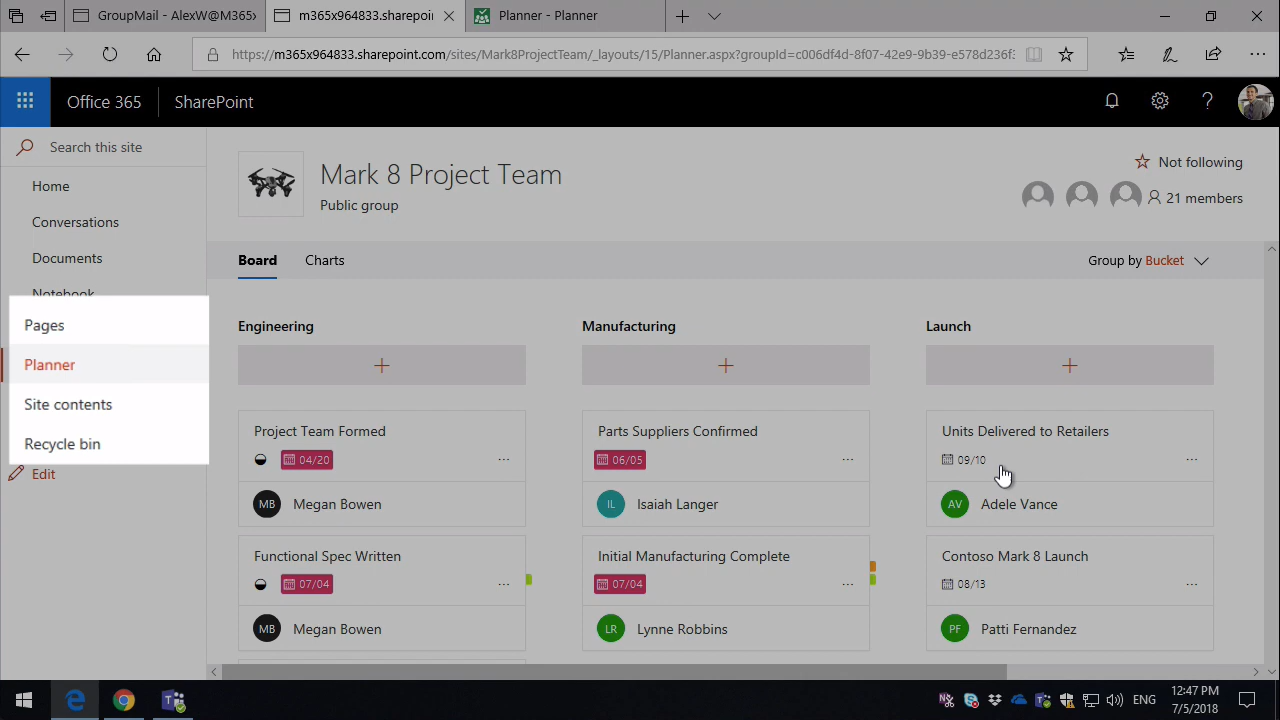 GroupMail - AlexW@M365x
m365x964833.sharepoin
Planner - Planner
https://m365x964833.sharepoint.com/sites/Mark8ProjectTeam/_layouts/15/Planner.aspx?groupId=c006df4d-8f07-42e9-9b39-e578d236f3
Office 365
SharePoint
Search this site
Home
Conversations
Documents
Notebook
Pages
Planner
Site contents
Recycle bin
Edit
Mark 8 Project Team
Public group
Not following
21 members
Board
Charts
Group by Bucket
Engineering
Project Team Formed
04/20
MB Megan Bowen
Functional Spec Written
07/04
MB Megan Bowen
Manufacturing
Parts Suppliers Confirmed
06/05
IL Isaiah Langer
Initial Manufacturing Complete
07/04
LR Lynne Robbins
Launch
Units Delivered to Retailers
09/10
AV Adele Vance
Contoso Mark 8 Launch
08/13
PF Patti Fernandez
ENG
12:47 PM
7/5/2018